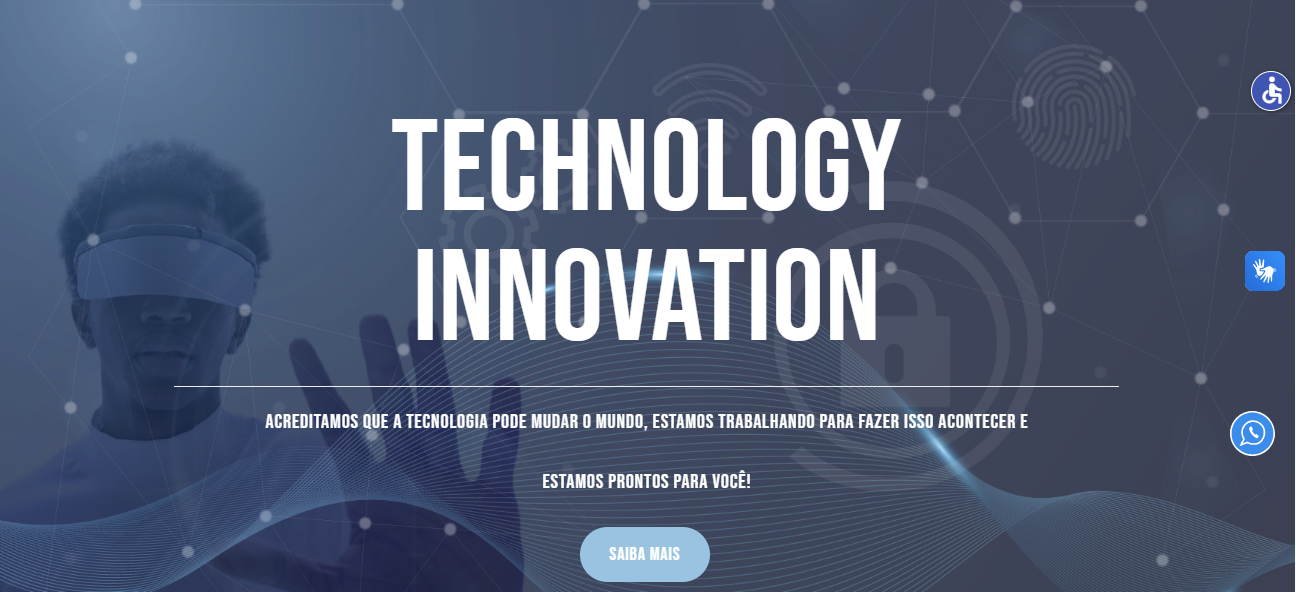 TECHNOLOGY
INNOVATION
ACREDITAMOS QUE A TECNOLOGIA PODE MUDAR O MUNDO, ESTAMOS TRABALHANDO PARA FAZER ISSO ACONTECER E
ESTAMOS PRONTOS PARA VOCÊ!
SAIBA MAIS